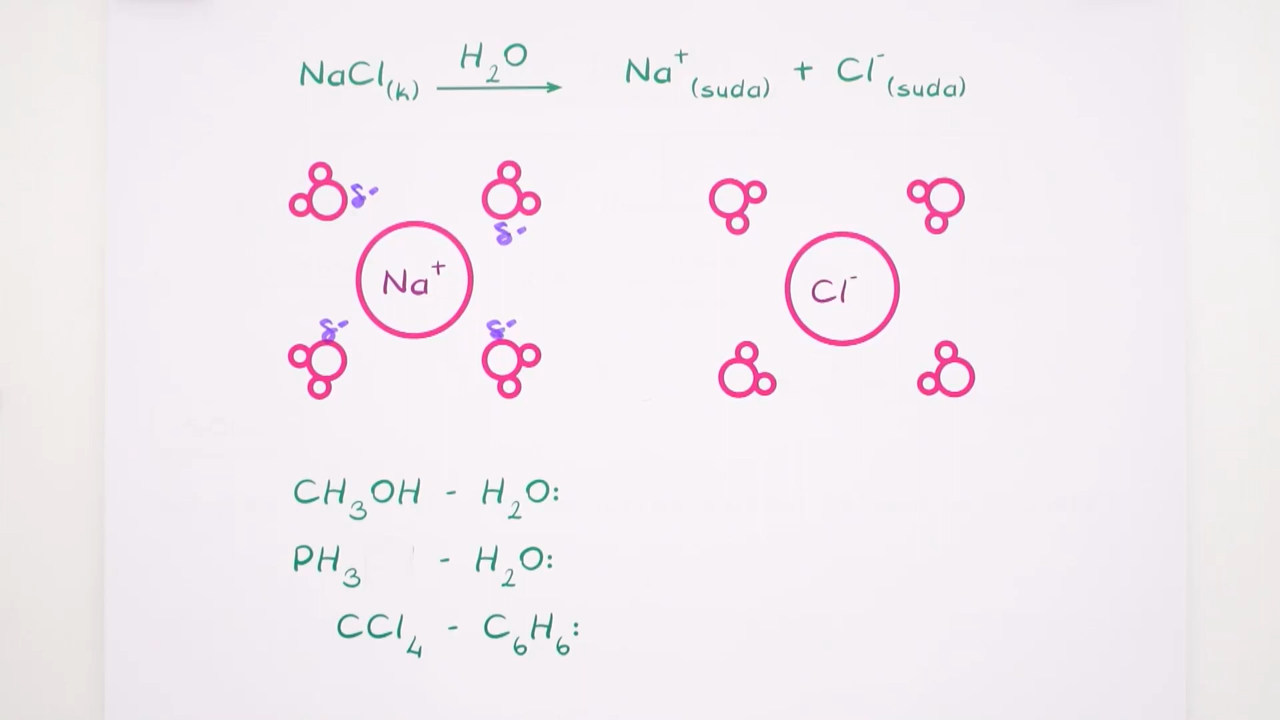 NaCl(k) H₂O → Na⁺(suda) + Cl⁻(suda)
δ- δ-
Na⁺ Cl⁻
δ- δ-
CH₃OH - H₂O:
PH₃ - H₂O:
CCl₄ - C₆H₆: